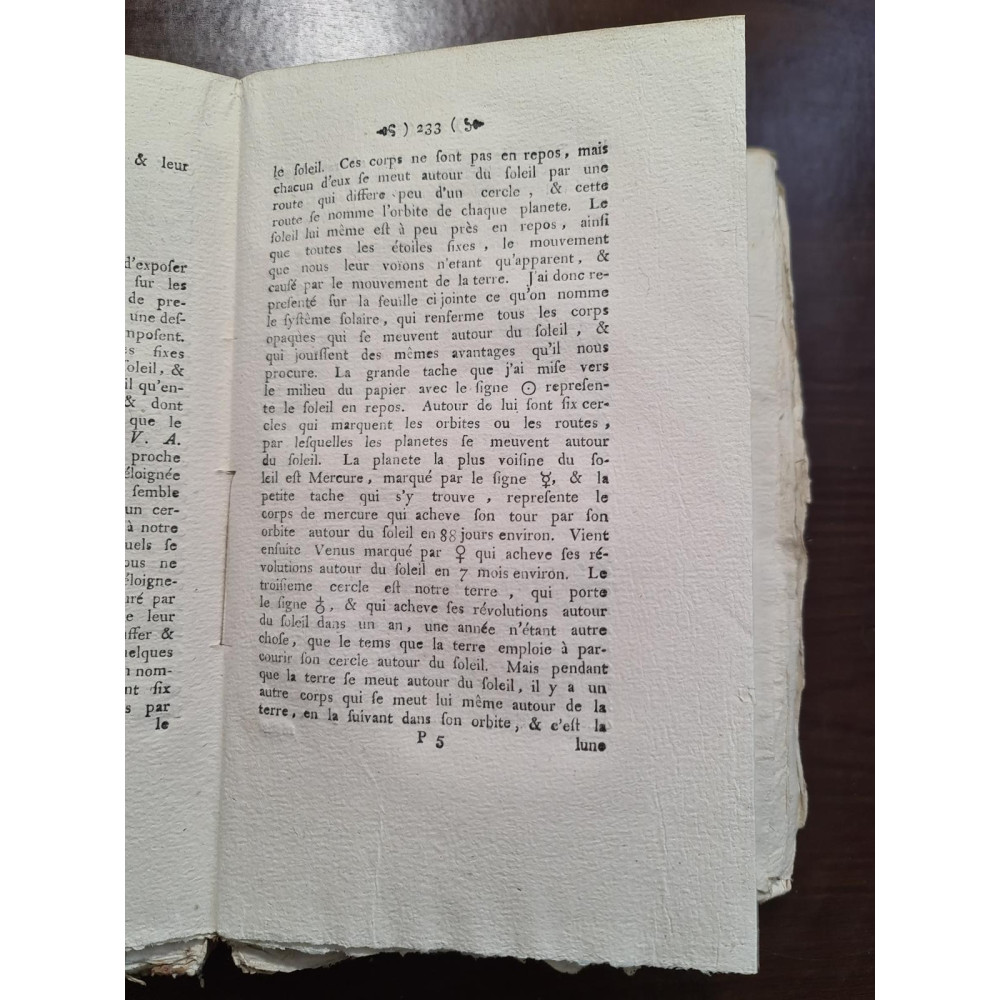 & leur
d'expoſer
ſur les
de pre-
une deſ-
mpoſent.
s fixes
oleil, &
il qu'en-
& dont
que le
V. A.
proche
éloignée
ſemble
un cer-
à notre
uels ſe
ous ne
éloigne-
uré par
e leur
ffer &
uelques
n nom-
nt ſix
s par
le
) 233 (
le ſoleil. Ces corps ne ſont pas en repos, mais
chacun d'eux ſe meut autour du ſoleil par une
route qui differe peu d'un cercle, & cette
route ſe nomme l'orbite de chaque planete. Le
ſoleil lui même eſt à peu près en repos, ainſi
que toutes les étoiles fixes, le mouvement
que nous leur voions n'etant qu'apparent, &
cauſé par le mouvement de la terre. J'ai donc re-
preſenté ſur la feuille ci jointe ce qu'on nomme
le ſyſtème ſolaire, qui renferme tous les corps
opaques qui ſe meuvent autour du ſoleil, &
qui jouïſſent des mêmes avantages qu'il nous
procure. La grande tache que j'ai miſe vers
le milieu du papier avec le ſigne ☉ repreſen-
te le ſoleil en repos. Autour de lui ſont ſix cer-
cles qui marquent les orbites ou les routes,
par leſquelles les planetes ſe meuvent autour
du ſoleil. La planete la plus voiſine du ſo-
leil eſt Mercure, marqué par le ſigne ☿, & la
petite tache qui s'y trouve, repreſente le
corps de mercure qui acheve ſon tour par ſon
orbite autour du ſoleil en 88 jours environ. Vient
enſuite Venus marqué par ♀ qui acheve ſes ré-
volutions autour du ſoleil en 7 mois environ. Le
troiſieme cercle eſt notre terre, qui porte
le ſigne ♁, & qui acheve ſes révolutions autour
du ſoleil dans un an, une année n'étant autre
choſe, que le tems que la terre emploie à par-
courir ſon cercle autour du ſoleil. Mais pendant
que la terre ſe meut autour du ſoleil, il y a un
autre corps qui ſe meut lui même autour de la
terre, en la ſuivant dans ſon orbite, & c'eſt la
P 5 lune